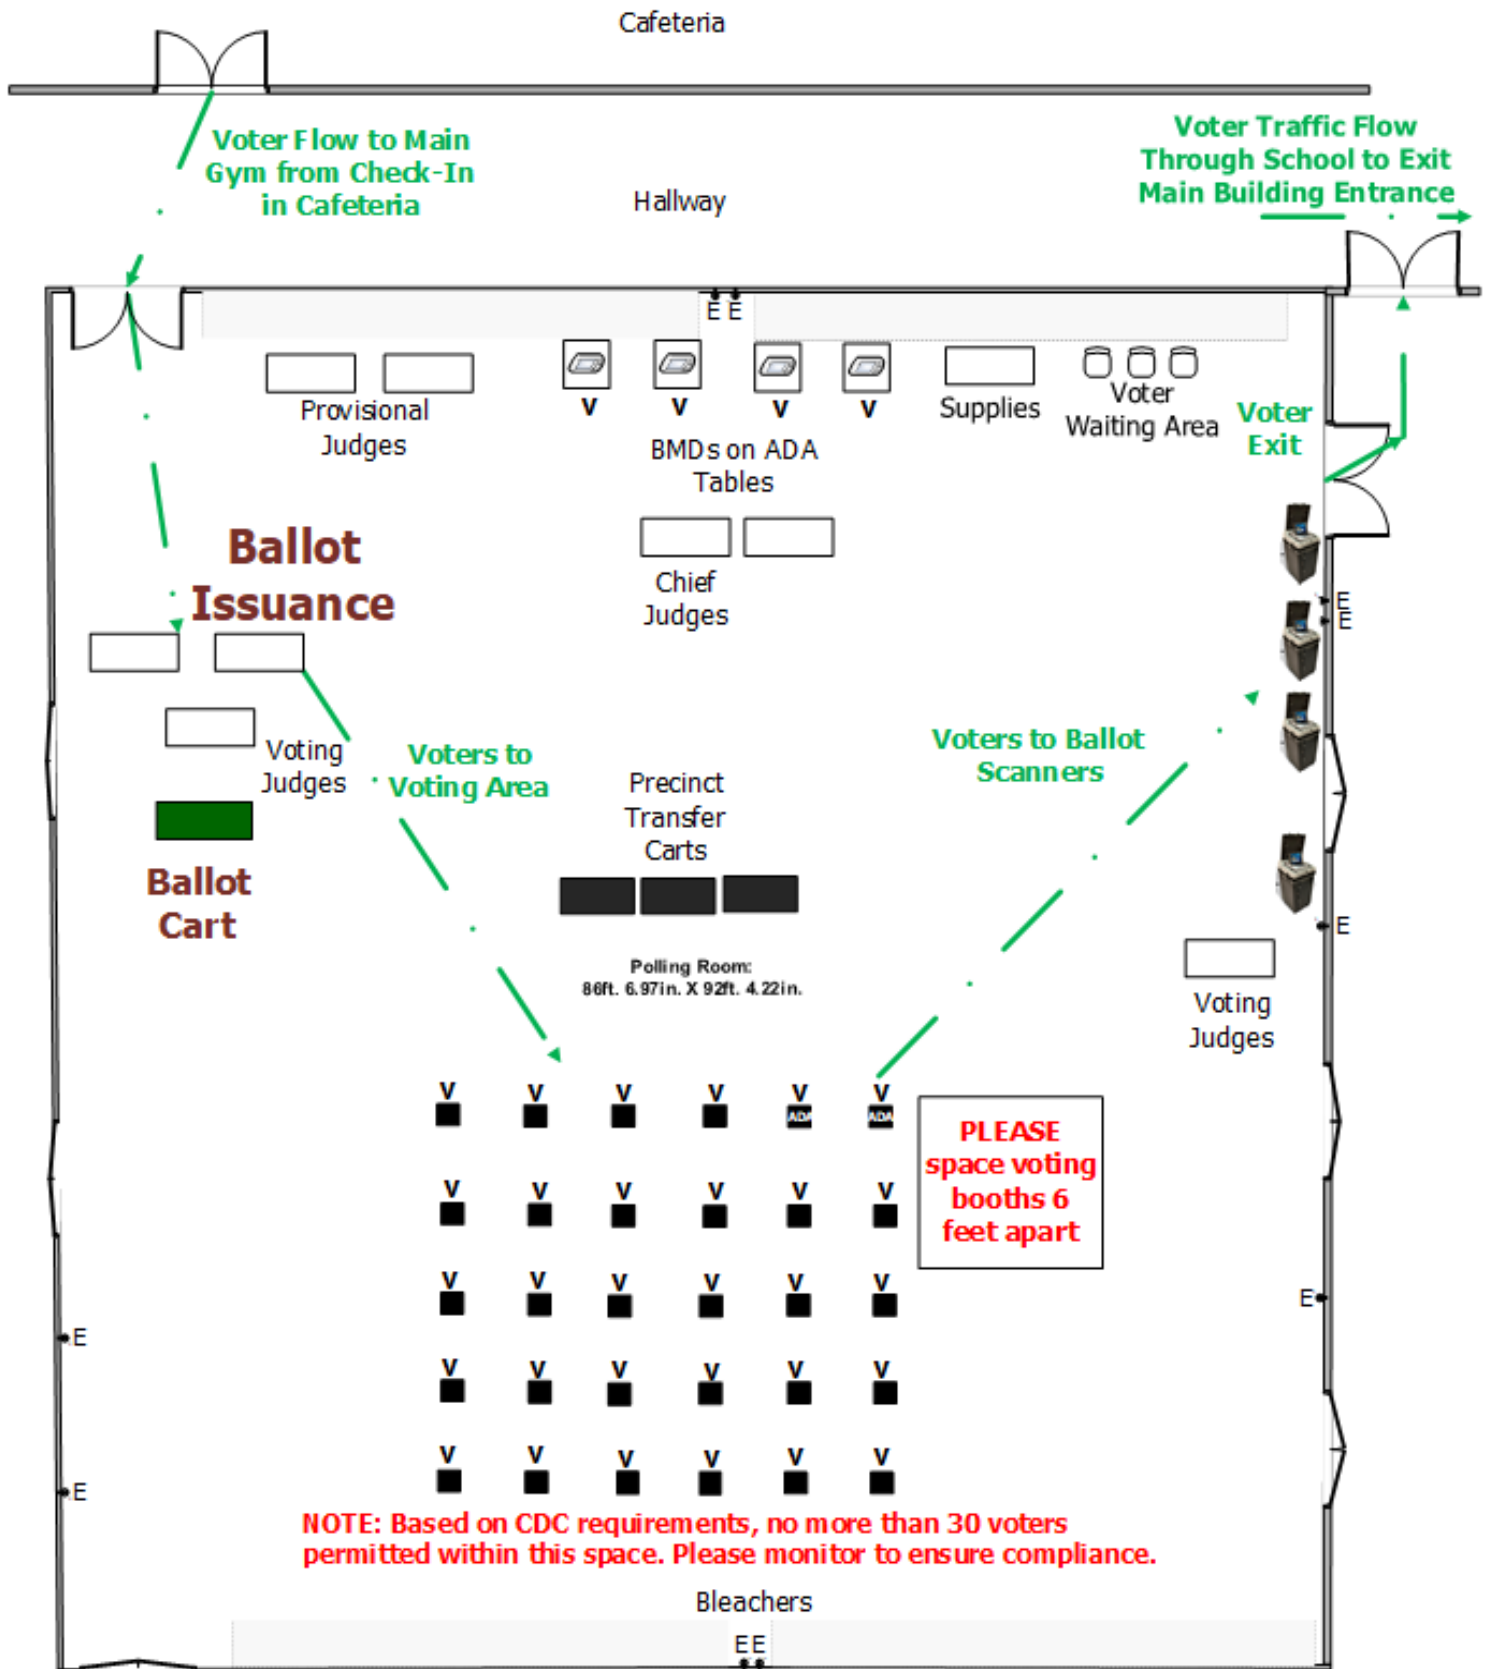 Cafeteria
Voter Flow to Main
Gym from Check-In
in Cafeteria
Voter Traffic Flow
Through School to Exit
Main Building Entrance
Hallway
E E
V V V V
Provisional
Judges
BMDs on ADA
Tables
Supplies
Voter
Waiting Area
Voter
Exit
Ballot
Issuance
Chief
Judges
E
E
Voting
Judges
Voters to
Voting Area
Precinct
Transfer
Carts
Voters to Ballot
Scanners
Ballot
Cart
E
Polling Room:
86ft. 6.97in. X 92ft. 4.22in.
Voting
Judges
V V V V V V
ADA ADA
PLEASE
space voting
booths 6
feet apart
V V V V V V
V V V V V V
E
E
V V V V V V
V V V V V V
E
NOTE: Based on CDC requirements, no more than 30 voters
permitted within this space. Please monitor to ensure compliance.
Bleachers
E E